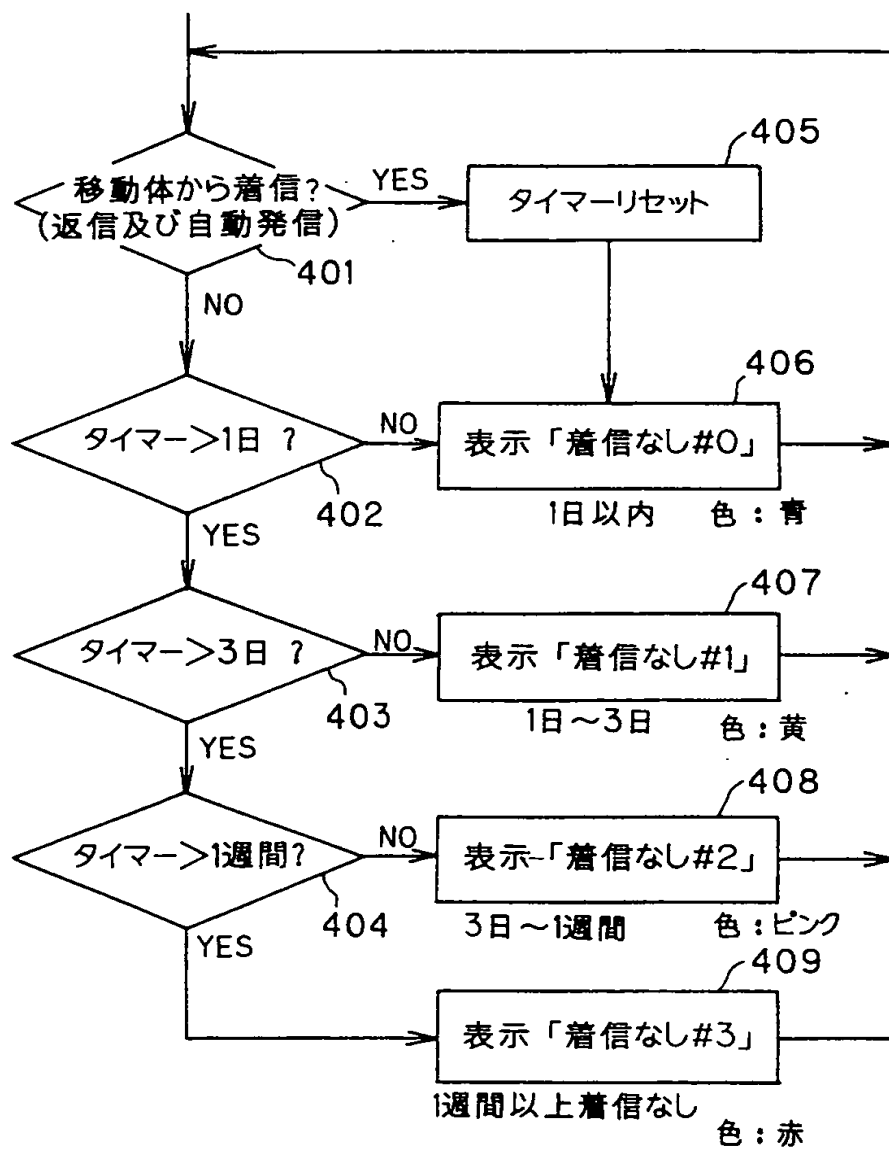 405
移動体から着信?
(返信及び自動発信)
YES
タイマーリセット
401
NO
406
タイマー>1日 ?
NO
表示「着信なし#0」
402
1日以内 色:青
YES
407
タイマー>3日 ?
NO
表示「着信なし#1」
403
1日~3日 色:黄
YES
408
タイマー>1週間?
NO
表示「着信なし#2」
404
3日~1週間 色:ピンク
YES
409
表示「着信なし#3」
1週間以上着信なし
色:赤